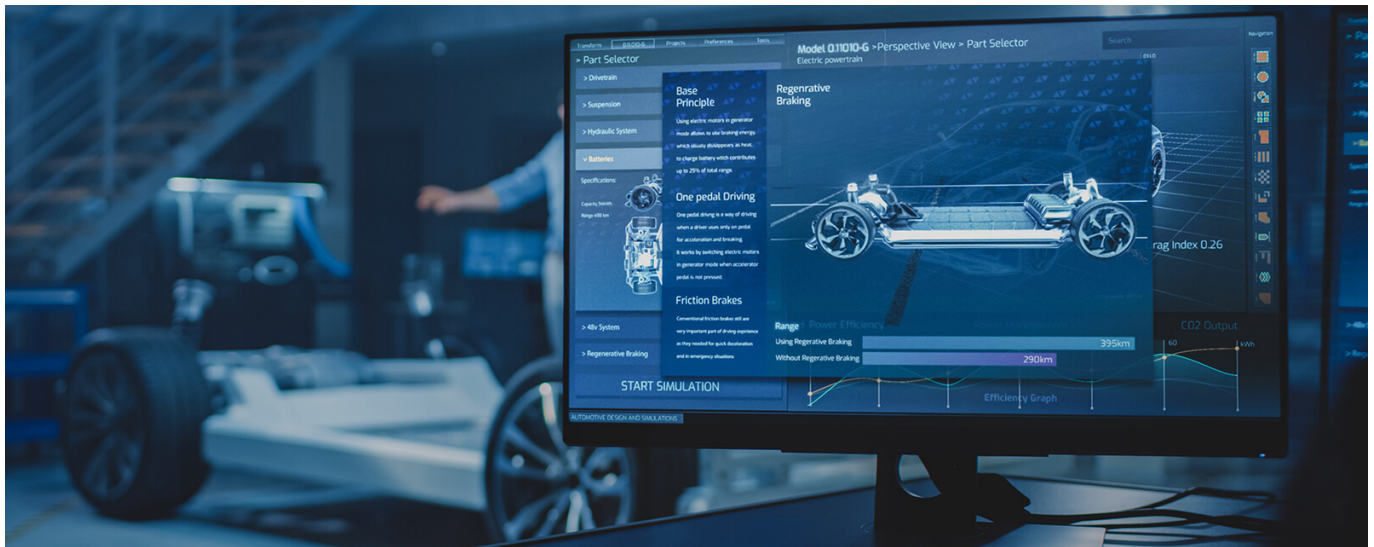 Transform
Projects
Preferences
Tools
> Part Selector
> Drivetrain
> Suspension
> Hydraulic System
v Batteries
Specifications:
> 48v System
> Regenerative Braking
START SIMULATION
AUTOMOTIVE DESIGN AND SIMULATIONS
Model 0.11010-G >Perspective View > Part Selector
Electric powertrain
Search
Navigation
Base
Principle
Using electric motors in generator
mode allows to use braking energy,
which usually disappears as heat,
to charge battery which contributes
up to 25% of total range.
One pedal Driving
One pedal driving is a way of driving
when a driver uses only on pedal
for acceleration and breaking.
It works by switching electric motors
in generator mode when accelerator
pedal is not pressed.
Friction Brakes
Conventional friction brakes still are
very important part of driving experience
as they needed for quick deceleration
and in emergency situations
Regenrative
Braking
rag Index 0.26
Range
Power Efficiency
Using Regerative Braking
395km
Without Regerative Braking
290km
CO2 Output
60
kWh
Efficiency Graph